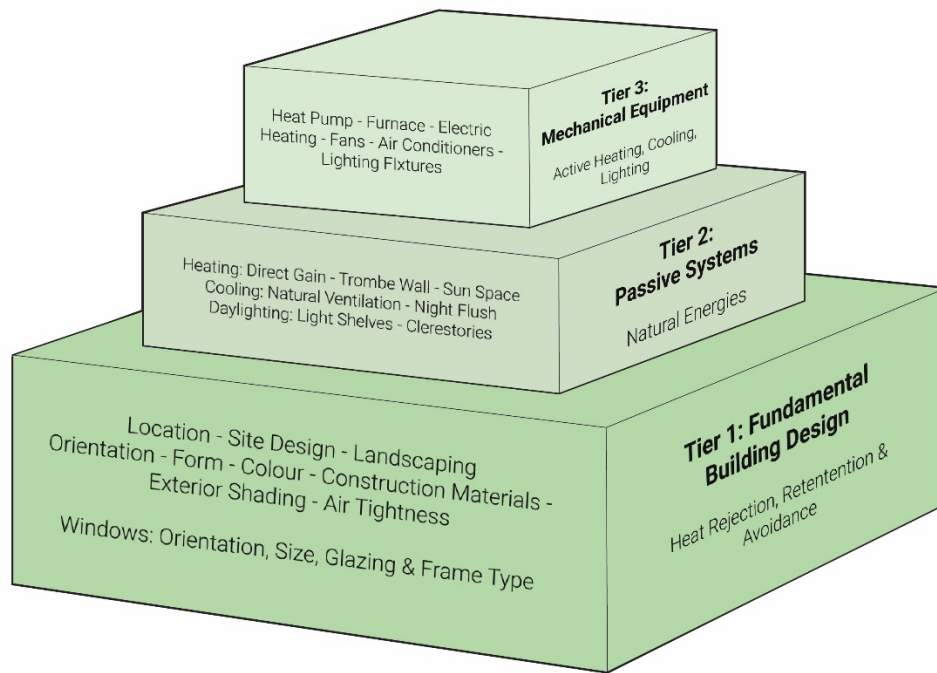 Heat Pump - Furnace - Electric
Heating - Fans - Air Conditioners -
Lighting FIxtures
Tier 3:
Mechanical Equipment
Active Heating, Cooling,
Lighting
Heating: Direct Gain - Trombe Wall - Sun Space
Cooling: Natural Ventilation - Night Flush
Daylighting: Light Shelves - Clerestories
Tier 2:
Passive Systems
Natural Energies
Location - Site Design - Landscaping
Orientation - Form - Colour - Construction Materials -
Exterior Shading - Air Tightness
Windows: Orientation, Size, Glazing & Frame Type
Tier 1: Fundamental
Building Design
Heat Rejection, Retentention &
Avoidance